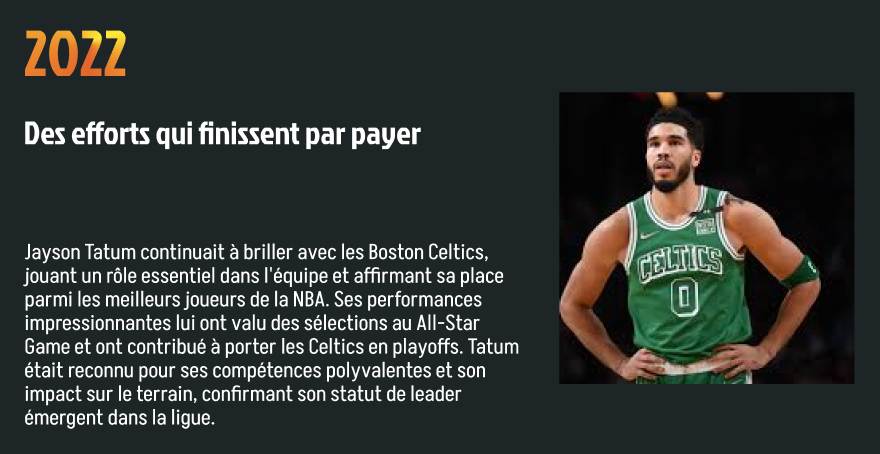 2022
Des efforts qui finissent par payer
Jayson Tatum continuait à briller avec les Boston Celtics,
jouant un rôle essentiel dans l'équipe et affirmant sa place
parmi les meilleurs joueurs de la NBA. Ses performances
impressionnantes lui ont valu des sélections au All-Star
Game et ont contribué à porter les Celtics en playoffs. Tatum
était reconnu pour ses compétences polyvalentes et son
impact sur le terrain, confirmant son statut de leader
émergent dans la ligue.
CELTICS
0